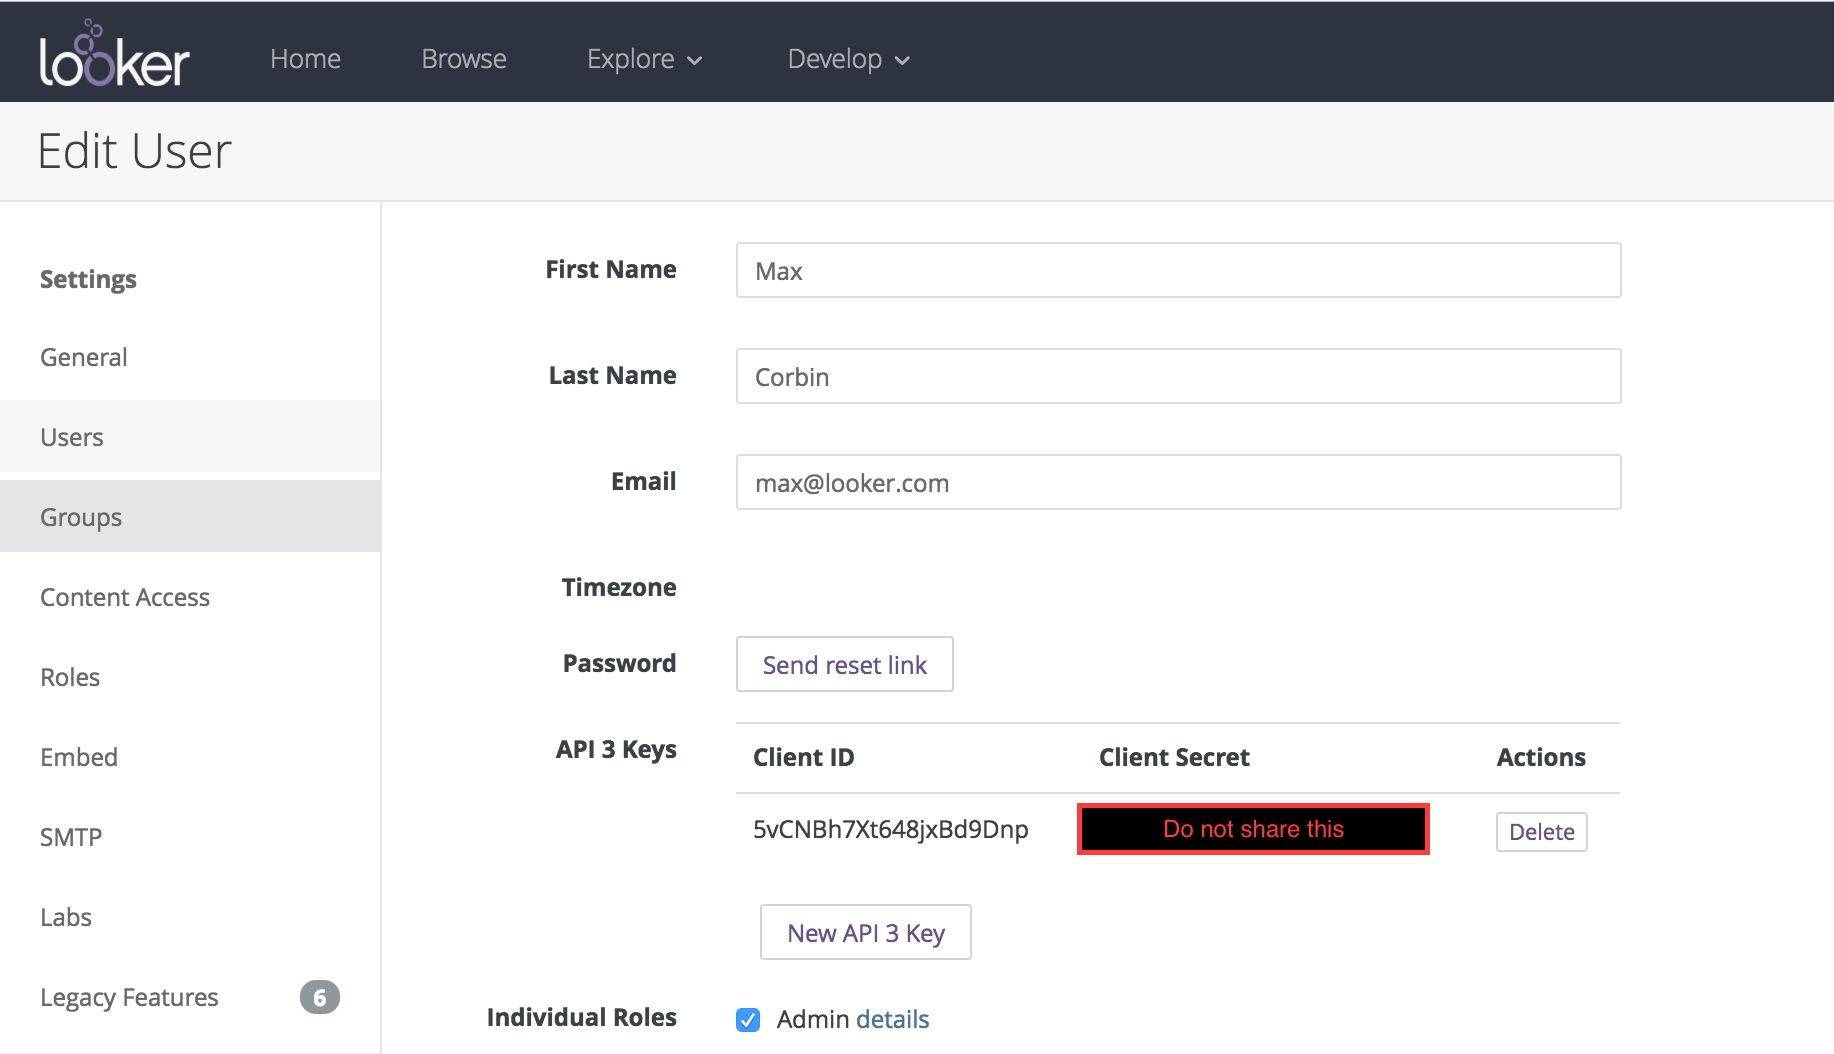 looker Home Browse Explore Develop
Edit User
Settings
General
Users
Groups
Content Access
Roles
Embed
SMTP
Labs
Legacy Features 6
First Name Max
Last Name Corbin
Email max@looker.com
Timezone
Password Send reset link
API 3 Keys Client ID Client Secret Actions
5vCNBh7Xt648jxBd9Dnp Do not share this Delete
New API 3 Key
Individual Roles Admin details